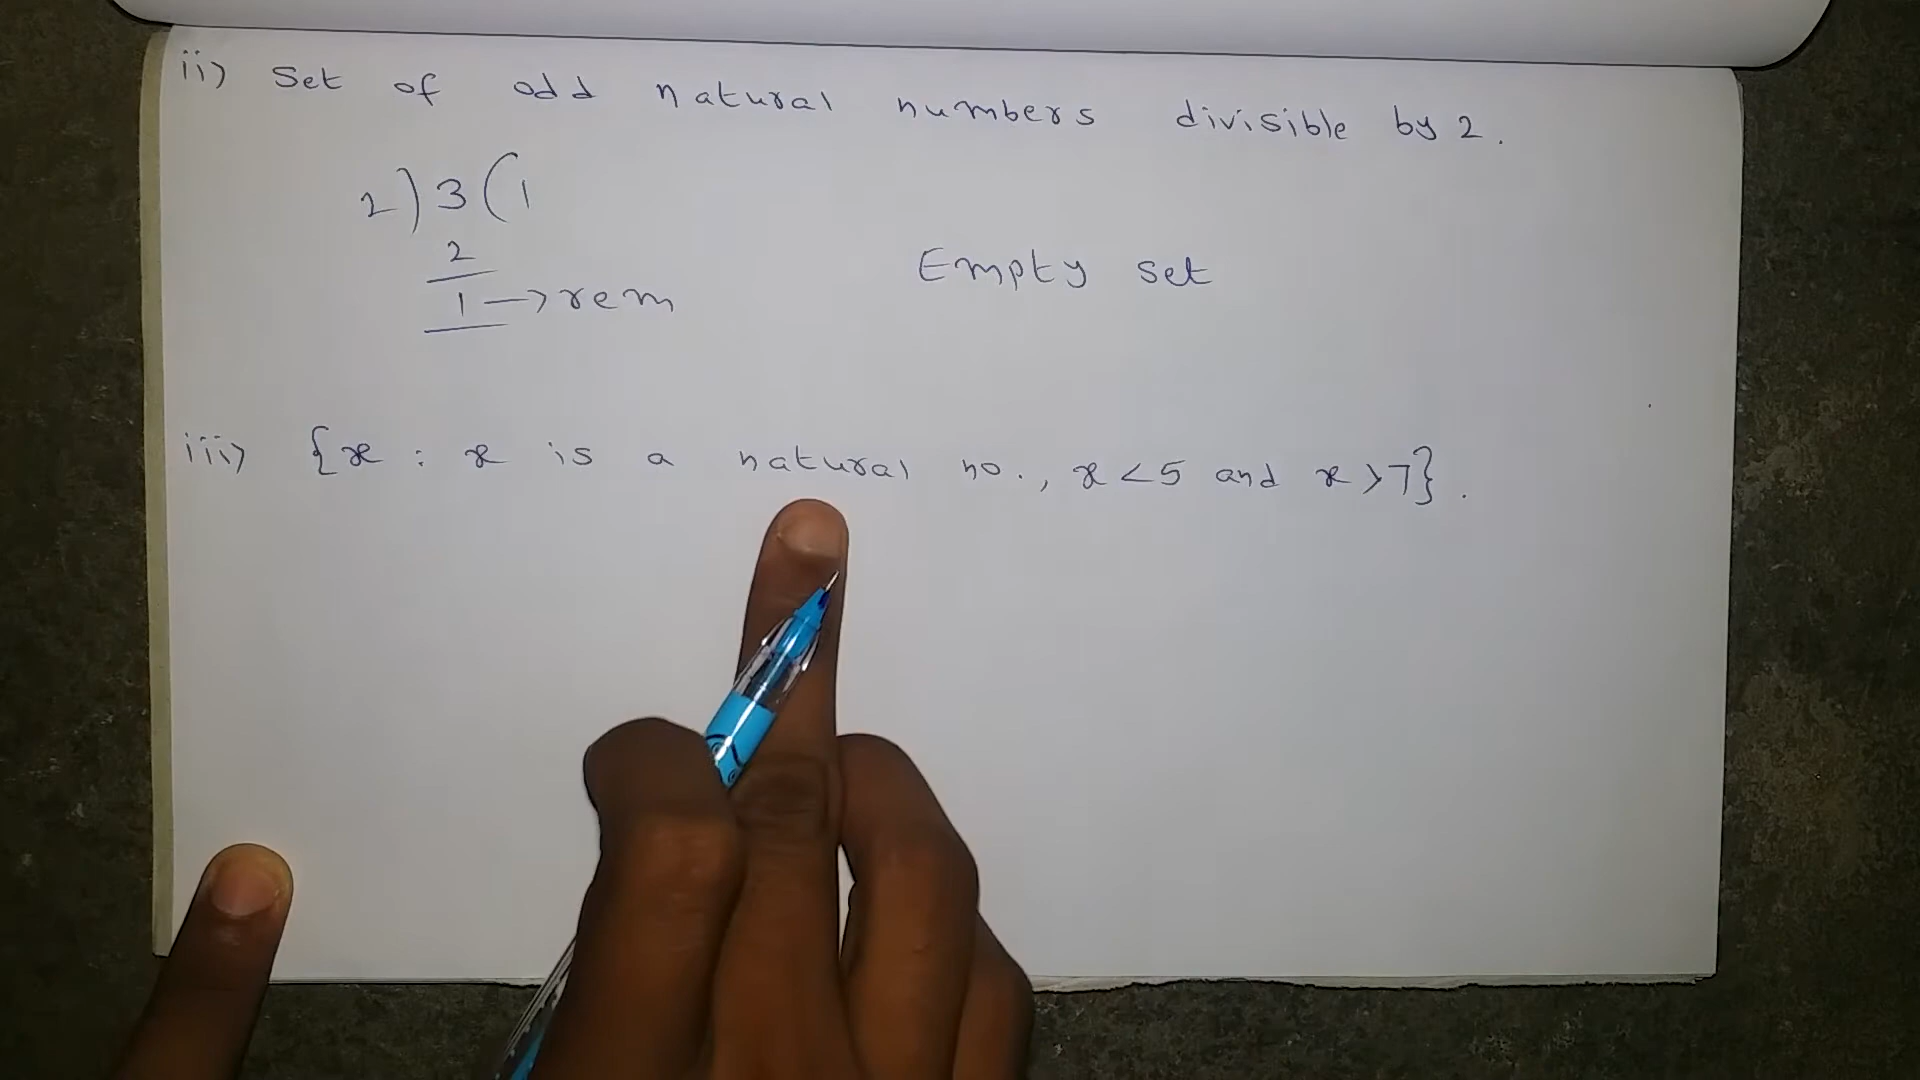 ii) Set of odd natural numbers divisible by 2.
2)3(1
2
1 → rem
Empty set
iii) {x : x is a natural no., x<5 and x>7}.